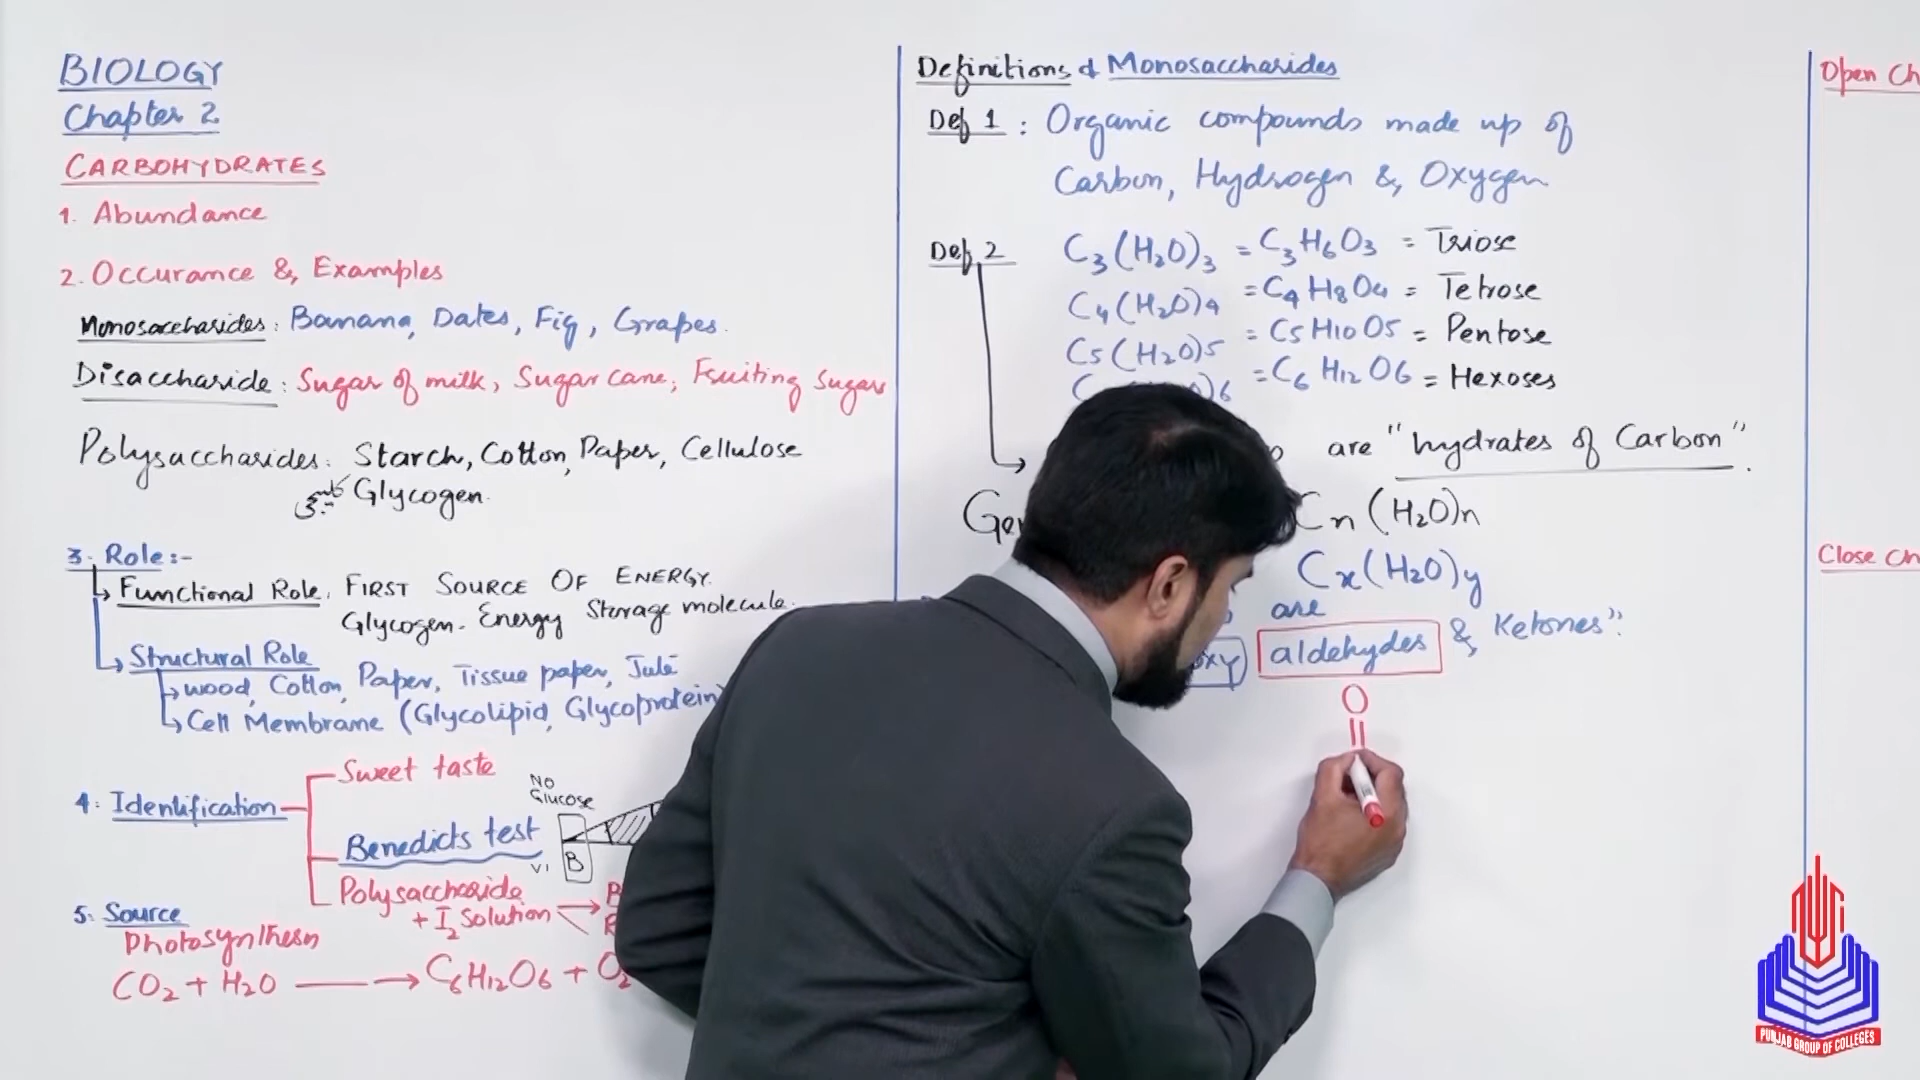 BIOLOGY
Chapter 2
CARBOHYDRATES
1. Abundance
2. Occurance &, Examples
Monosaccharides: Banana, Dates, Fig, Grapes.
Disaccharide: Sugar of milk, Sugar cane, Fruiting Sugar
Polysaccharides: Starch, Cotton, Paper, Cellulose
Glycogen.
3. Role:-
Functional Role. FIRST SOURCE OF ENERGY.
Glycogen. Energy Storage molecule.
Structural Role
wood, Cotton, Paper, Tissue paper, Jute
Cell Membrane (Glycolipid, Glycoprotein)
4: Identification
Sweet taste
Benedicts test
NO
Glucose
B
Polysaccharide
+ I2 Solution
5: Source
CO2 + H2O → C6H12O6 + O2
Definitions & Monosaccharides
Def 1: Organic compounds made up of
Carbon, Hydrogen &, Oxygen
Def 2
C3(H2O)3 = C3H6O3 = Triose
C4(H2O)4 = C4H8O4 = Tetrose
C5(H2O)5 = C5H10O5 = Pentose
= C6H12O6 = Hexoses
are "hydrates of Carbon".
Cn(H2O)n
Cx(H2O)y
are
oxy aldehydes &, Ketones".
O
Open Ch
Close Ch
PUNJAB GROUP OF COLLEGES